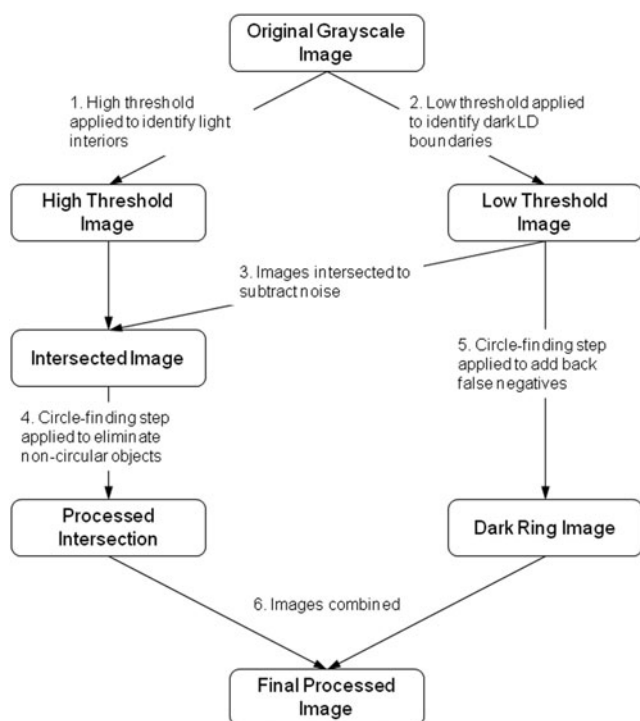 Original Grayscale
Image
1. High threshold
applied to identify light
interiors
2. Low threshold applied
to identify dark LD
boundaries
High Threshold
Image
Low Threshold
Image
3. Images intersected to
subtract noise
Intersected Image
5. Circle-finding step
applied to add back
false negatives
4. Circle-finding step
applied to eliminate
non-circular objects
Processed
Intersection
Dark Ring Image
6. Images combined
Final Processed
Image